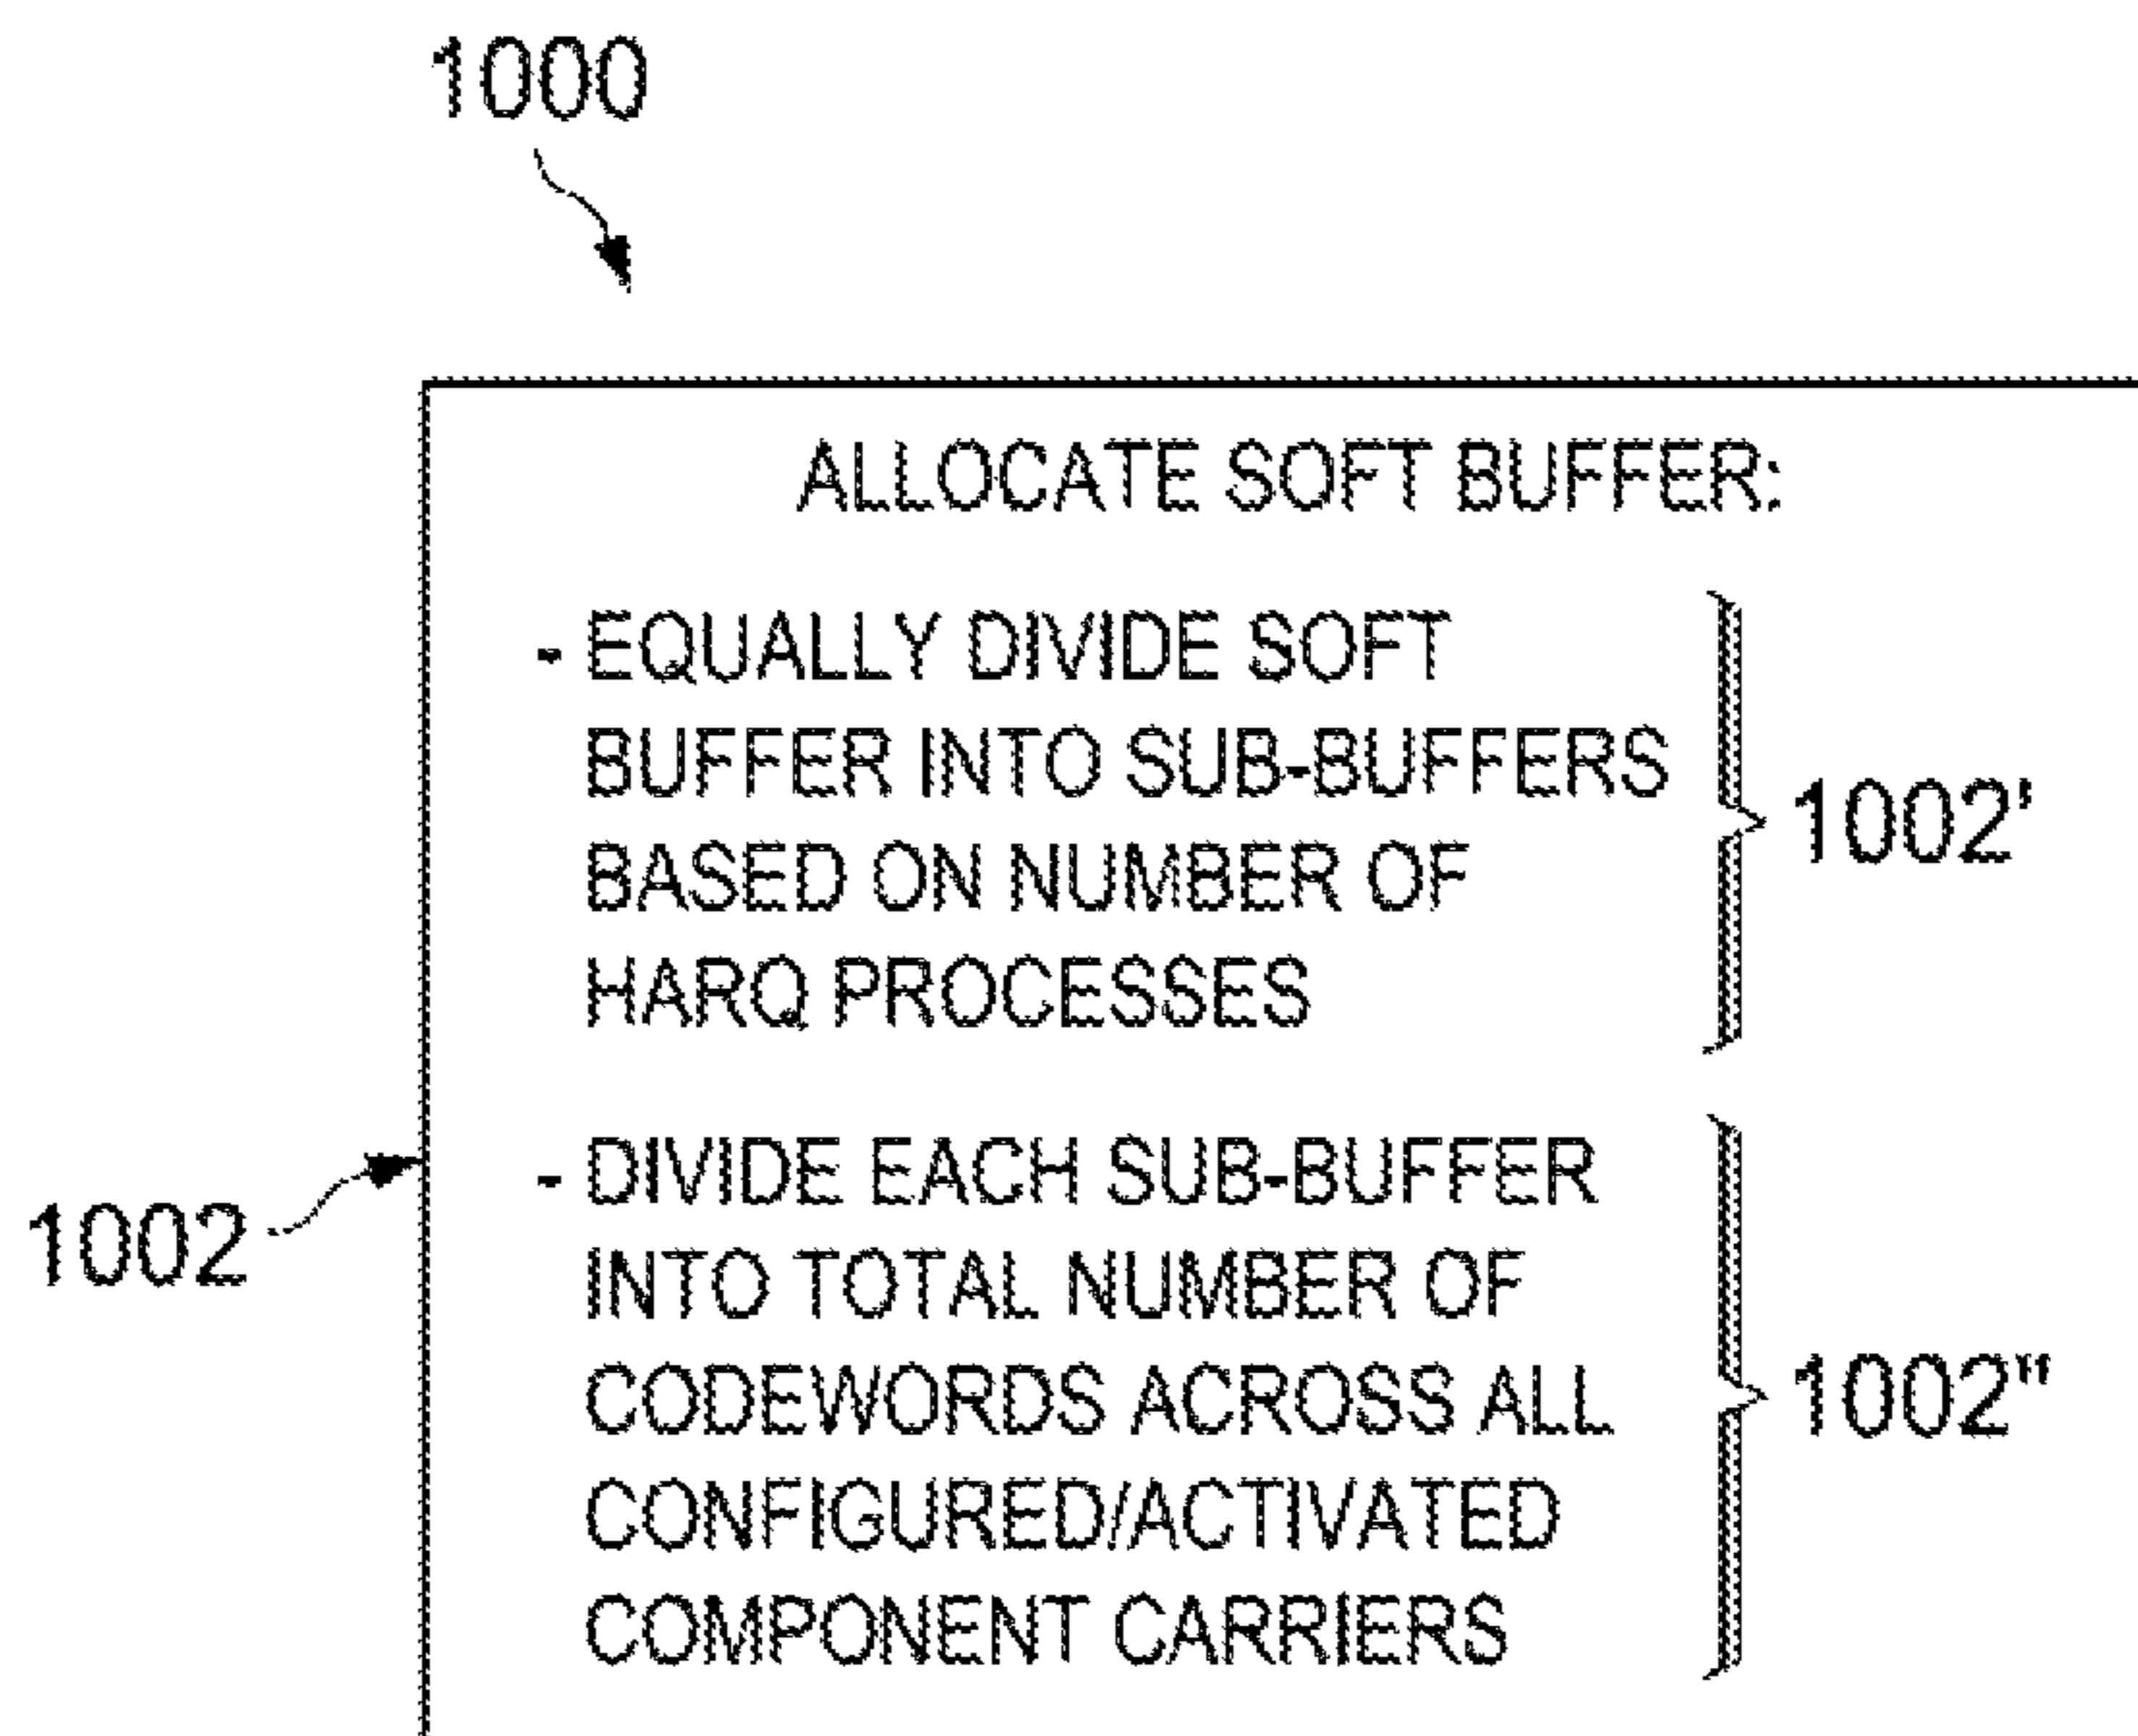 1000
ALLOCATE SOFT BUFFER:
- EQUALLY DIVIDE SOFT
BUFFER INTO SUB-BUFFERS
BASED ON NUMBER OF
HARQ PROCESSES
1002'
- DIVIDE EACH SUB-BUFFER
INTO TOTAL NUMBER OF
CODEWORDS ACROSS ALL
CONFIGURED/ACTIVATED
COMPONENT CARRIERS
1002"
1002